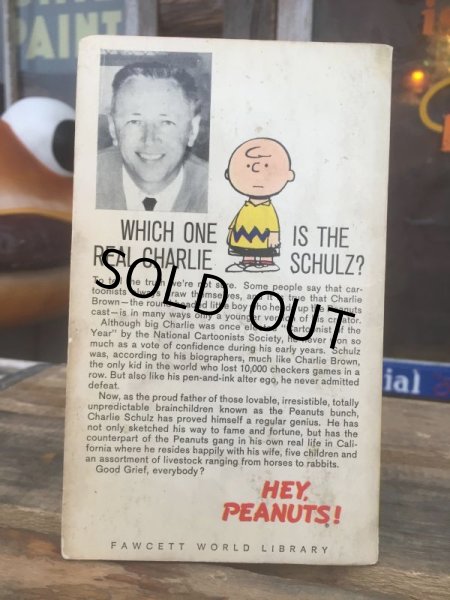 PAINT
WHICH ONE IS THE
REAL CHARLIE SCHULZ?
To tell the truth we're not sure. Some people say that car-
toonists always draw themselves, and it's true that Charlie
Brown—the round-headed little boy who heads up the Peanuts
cast—is in many ways only a younger version of his creator.
Although big Charlie was once elected "Cartoonist of the
Year" by the National Cartoonists Society, he never won so
much as a vote of confidence during his early years. Schulz
was, according to his biographers, much like Charlie Brown,
the only kid in the world who lost 10,000 checkers games in a
row. But also like his pen-and-ink alter ego, he never admitted
defeat.
Now, as the proud father of those lovable, irresistible, totally
unpredictable brainchildren known as the Peanuts bunch,
Charlie Schulz has proved himself a regular genius. He has
not only sketched his way to fame and fortune, but has the
counterpart of the Peanuts gang in his own real life in Cali-
fornia where he resides happily with his wife, five children and
an assortment of livestock ranging from horses to rabbits.
Good Grief, everybody?
HEY,
PEANUTS!
FAWCETT WORLD LIBRARY
SOLD OUT
ial